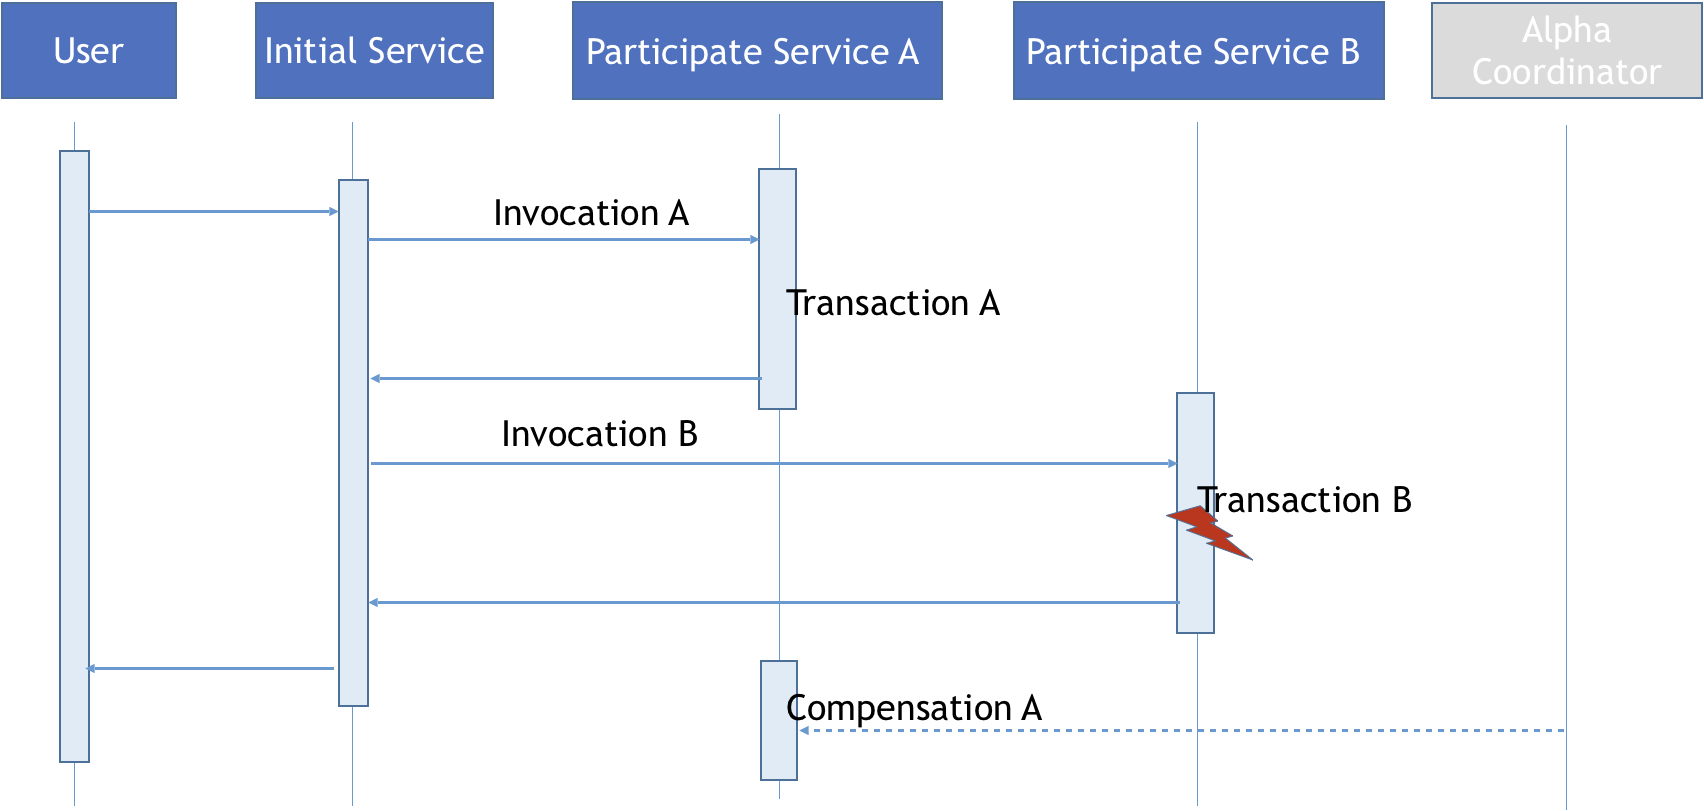 User
Initial Service
Participate Service A
Participate Service B
Alpha
Coordinator
Invocation A
Transaction A
Invocation B
Transaction B
Compensation A